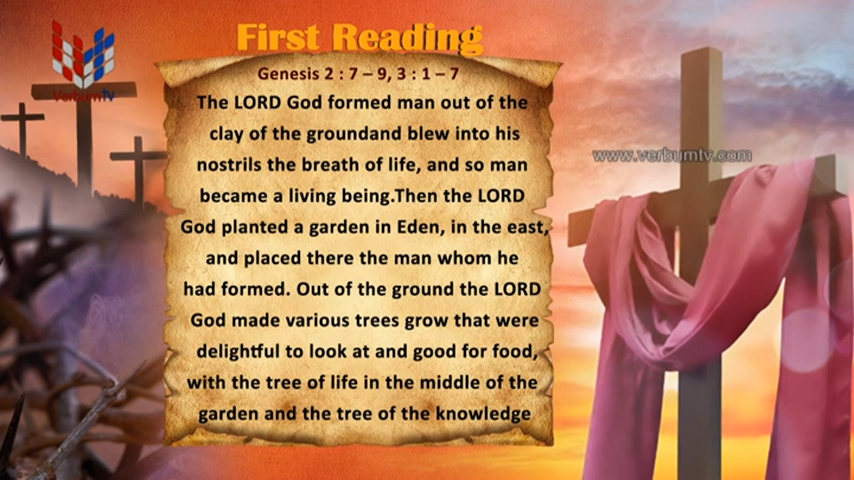 First Reading
VerbumTV
Genesis 2 : 7 – 9, 3 : 1 – 7
The LORD God formed man out of the
clay of the groundand blew into his
nostrils the breath of life, and so man
became a living being.Then the LORD
God planted a garden in Eden, in the east,
and placed there the man whom he
had formed. Out of the ground the LORD
God made various trees grow that were
delightful to look at and good for food,
with the tree of life in the middle of the
garden and the tree of the knowledge
www.verbumtv.com